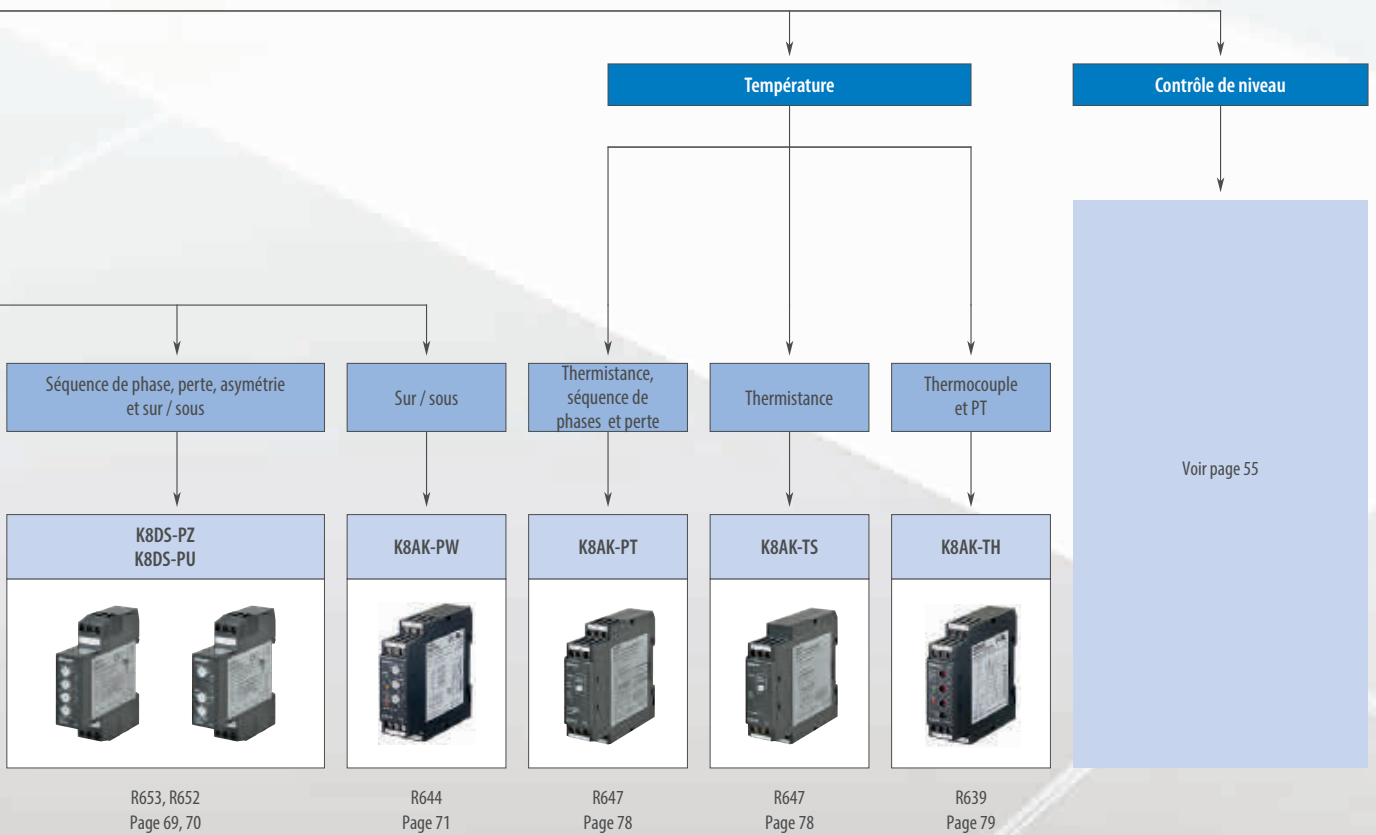 Température
Contrôle de niveau
Séquence de phase, perte, asymétrie
et sur / sous
Sur / sous
Thermistance,
séquence de
phases et perte
Thermistance
Thermocouple
et PT
Voir page 55
K8DS-PZ
K8DS-PU
K8AK-PW
K8AK-PT
K8AK-TS
K8AK-TH
R653, R652
Page 69, 70
R644
Page 71
R647
Page 78
R647
Page 78
R639
Page 79